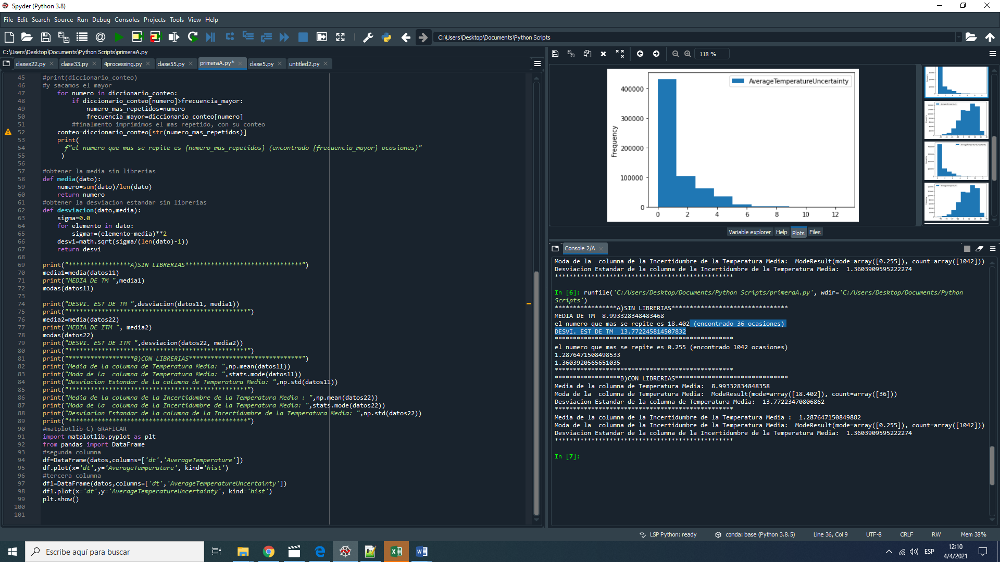 Spyder (Python 3.8)
File Edit Search Source Run Debug Consoles Projects Tools View Help
C:\Users\Desktop\Documents\Python Scripts
C:\Users\Desktop\Documents\Python Scripts\primeraA.py
clases22.py clase33.py 4processing.py clase55.py primeraA.py* clase5.py untitled2.py
45 #print(diccionario_conteo)
46 #y sacamos el mayor
47 for numero in diccionario_conteo:
48 if diccionario_conteo[numero]>frecuencia_mayor:
49 numero_mas_repetidos=numero
50 frecuencia_mayor=diccionario_conteo[numero]
51 #finalmento imprimimos el mas repetido, con su conteo
52 conteo=diccionario_conteo[str(numero_mas_repetidos)]
53 print(
54 f"el numero que mas se repite es {numero_mas_repetidos} (encontrado {frecuencia_mayor} ocasiones)"
55 )
56
57 #obtener la media sin librerias
58 def media(dato):
59 numero=sum(dato)/len(dato)
60 return numero
61 #obtener la desviacion estandar sin librerias
62 def desviacion(dato,media):
63 sigma=0.0
64 for elemento in dato:
65 sigma+=(elemento-media)**2
66 desvi=math.sqrt(sigma/(len(dato)-1))
67 return desvi
68
69 print("*****************A)SIN LIBRERIAS********************************")
70 media1=media(datos11)
71 print("MEDIA DE TM ",media1)
72 modas(datos11)
73
74 print("DESVI. EST DE TM ",desviacion(datos11, media1))
75 print("*************************************************")
76 media2=media(datos22)
77 print("MEDIA DE ITM ", media2)
78 modas(datos22)
79 print("DESVI. EST DE ITM ",desviacion(datos22, media2))
80 print("*************************************************")
81 print("******************B)CON LIBRERIAS*******************************")
82 print("Media de la columna de Temperatura Media: ",np.mean(datos11))
83 print("Moda de la  columna de Temperatura Media: ",stats.mode(datos11))
84 print("Desviacion Estandar de la columna de Temperatura Media: ",np.std(datos11))
85 print("*************************************************")
86 print("Media de la columna de la Incertidumbre de la Temperatura Media : ",np.mean(datos22))
87 print("Moda de la  columna de la Incertidumbre de la Temperatura Media: ",stats.mode(datos22))
88 print("Desviacion Estandar de la columna de la Incertidumbre de la Temperatura Media: ",np.std(datos22))
89 print("*************************************************")
90 #matplotlib-C) GRAFICAR
91 import matplotlib.pyplot as plt
92 from pandas import DataFrame
93 #segunda columna
94 df=DataFrame(datos,columns=['dt','AverageTemperature'])
95 df.plot(x='dt',y='AverageTemperature', kind='hist')
96 #tercera columna
97 df1=DataFrame(datos,columns=['dt','AverageTemperatureUncertainty'])
98 df1.plot(x='dt',y='AverageTemperatureUncertainty', kind='hist')
99 plt.show()
100
101
118 %
AverageTemperatureUncertainty
Frequency
400000
300000
200000
100000
0
0 2 4 6 8 10 12
Variable explorer Help Plots Files
Console 2/A
Moda de la  columna de la Incertidumbre de la Temperatura Media:  ModeResult(mode=array([0.255]), count=array([1042]))
Desviacion Estandar de la columna de la Incertidumbre de la Temperatura Media:  1.3603909595222274
*************************************************
In [6]: runfile('C:/Users/Desktop/Documents/Python Scripts/primeraA.py', wdir='C:/Users/Desktop/Documents/Python
Scripts')
*****************A)SIN LIBRERIAS********************************
MEDIA DE TM  8.993328348483468
el numero que mas se repite es 18.402 (encontrado 36 ocasiones)
DESVI. EST DE TM  13.772245814507832
*************************************************
el numero que mas se repite es 0.255 (encontrado 1042 ocasiones)
1.2876471508498533
1.3603920565651035
*************************************************
******************B)CON LIBRERIAS*******************************
Media de la columna de Temperatura Media:  8.99332834848358
Moda de la  columna de Temperatura Media:  ModeResult(mode=array([18.402]), count=array([36]))
Desviacion Estandar de la columna de Temperatura Media:  13.77223470806862
*************************************************
Media de la columna de la Incertidumbre de la Temperatura Media :  1.287647150849882
Moda de la  columna de la Incertidumbre de la Temperatura Media:  ModeResult(mode=array([0.255]), count=array([1042]))
Desviacion Estandar de la columna de la Incertidumbre de la Temperatura Media:  1.3603909595222274
*************************************************
In [7]:
LSP Python: ready conda: base (Python 3.8.5) Line 36, Col 9 UTF-8 CRLF RW Mem 38%
Escribe aquí para buscar
ESP
12:10
4/4/2021